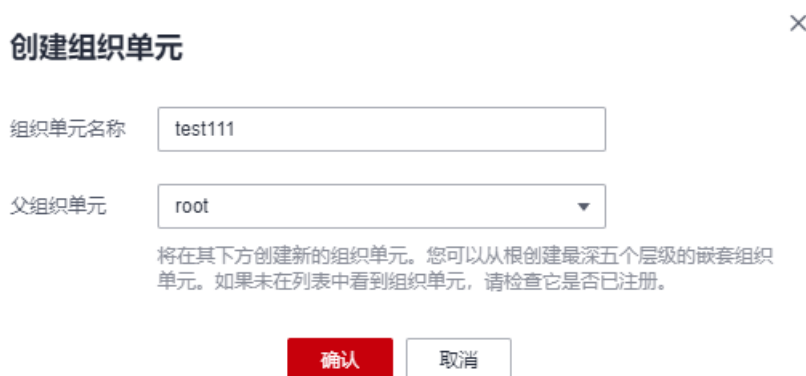 创建组织单元
组织单元名称
test111
父组织单元
root
将在其下方创建新的组织单元。您可以从根创建最深五个层级的嵌套组织
单元。如果未在列表中看到组织单元，请检查它是否已注册。
确认
取消